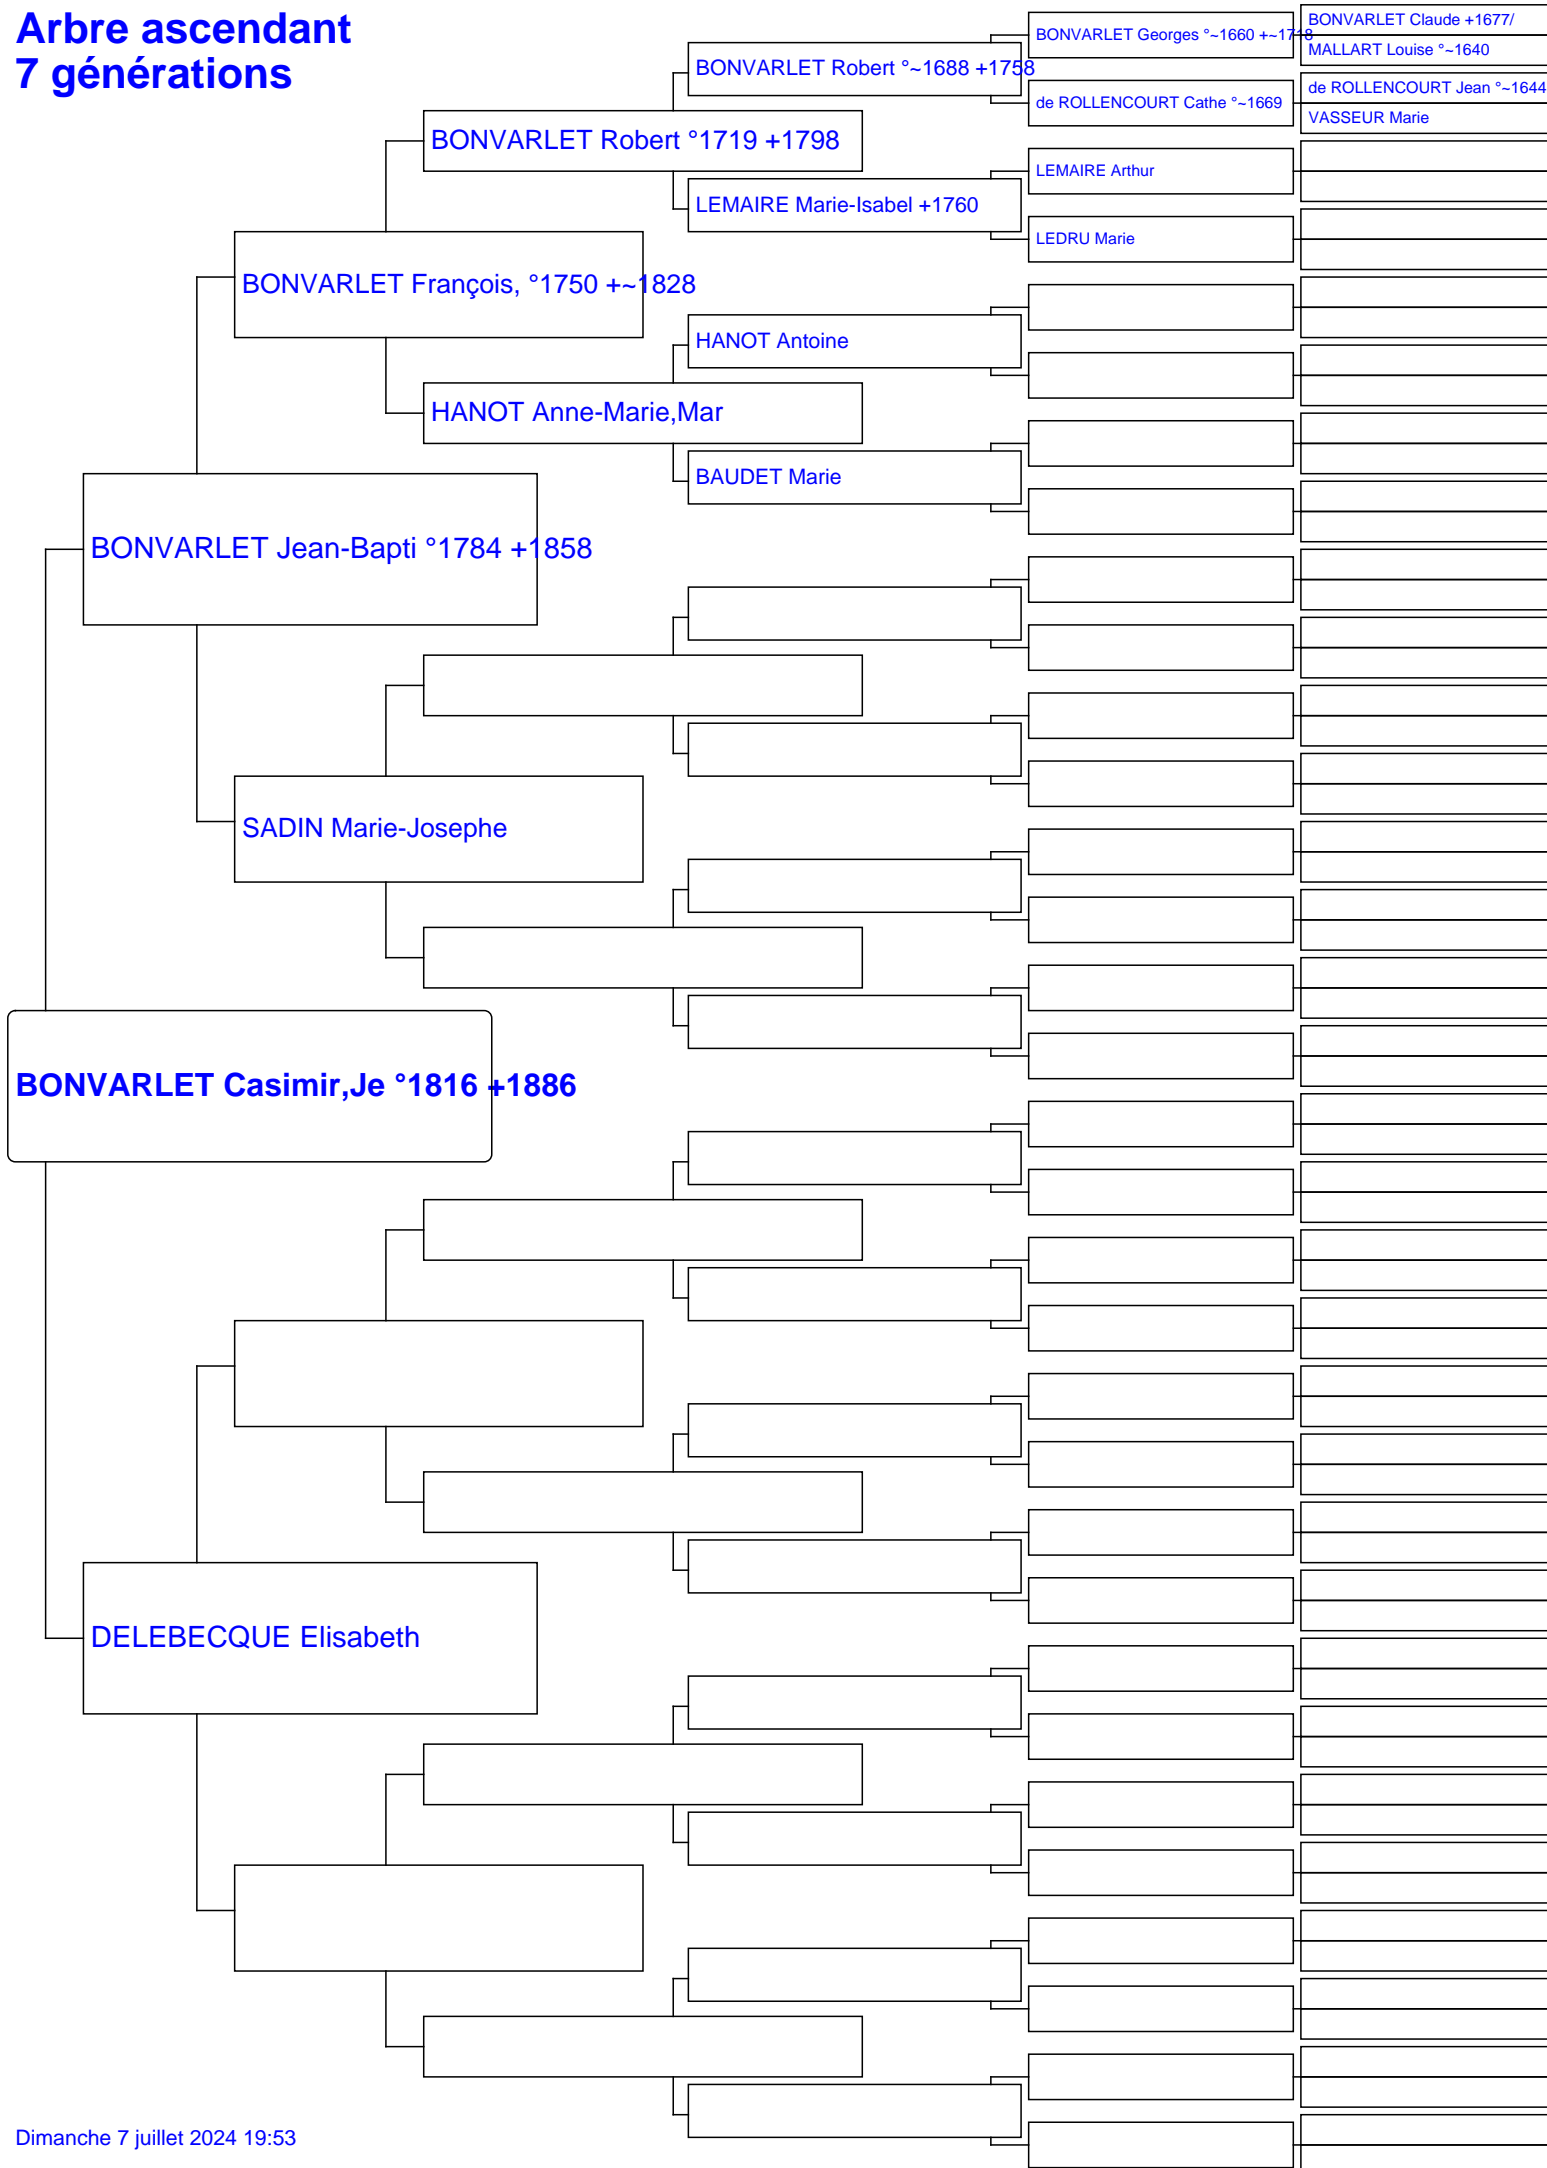 Arbre ascendant
7 générations
BONVARLET Georges °~1660 +~1718
BONVARLET Claude +1677/
MALLART Louise °~1640
BONVARLET Robert °~1688 +1758
de ROLLENCOURT Cathe °~1669
de ROLLENCOURT Jean °~1644
VASSEUR Marie
BONVARLET Robert °1719 +1798
LEMAIRE Arthur
LEMAIRE Marie-Isabel +1760
LEDRU Marie
BONVARLET François, °1750 +~1828
HANOT Antoine
HANOT Anne-Marie,Mar
BAUDET Marie
BONVARLET Jean-Bapti °1784 +1858
SADIN Marie-Josephe
BONVARLET Casimir,Je °1816 +1886
DELEBECQUE Elisabeth
Dimanche 7 juillet 2024 19:53